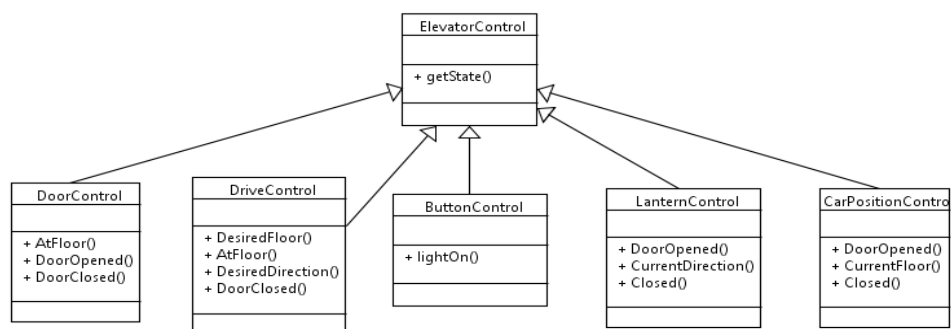 ElevatorControl
+ getState()
DoorControl
+ AtFloor()
+ DoorOpened()
+ DoorClosed()
DriveControl
+ DesiredFloor()
+ AtFloor()
+ DesiredDirection()
+ DoorClosed()
ButtonControl
+ lightOn()
LanternControl
+ DoorOpened()
+ CurrentDirection()
+ Closed()
CarPositionControl
+ DoorOpened()
+ CurrentFloor()
+ Closed()